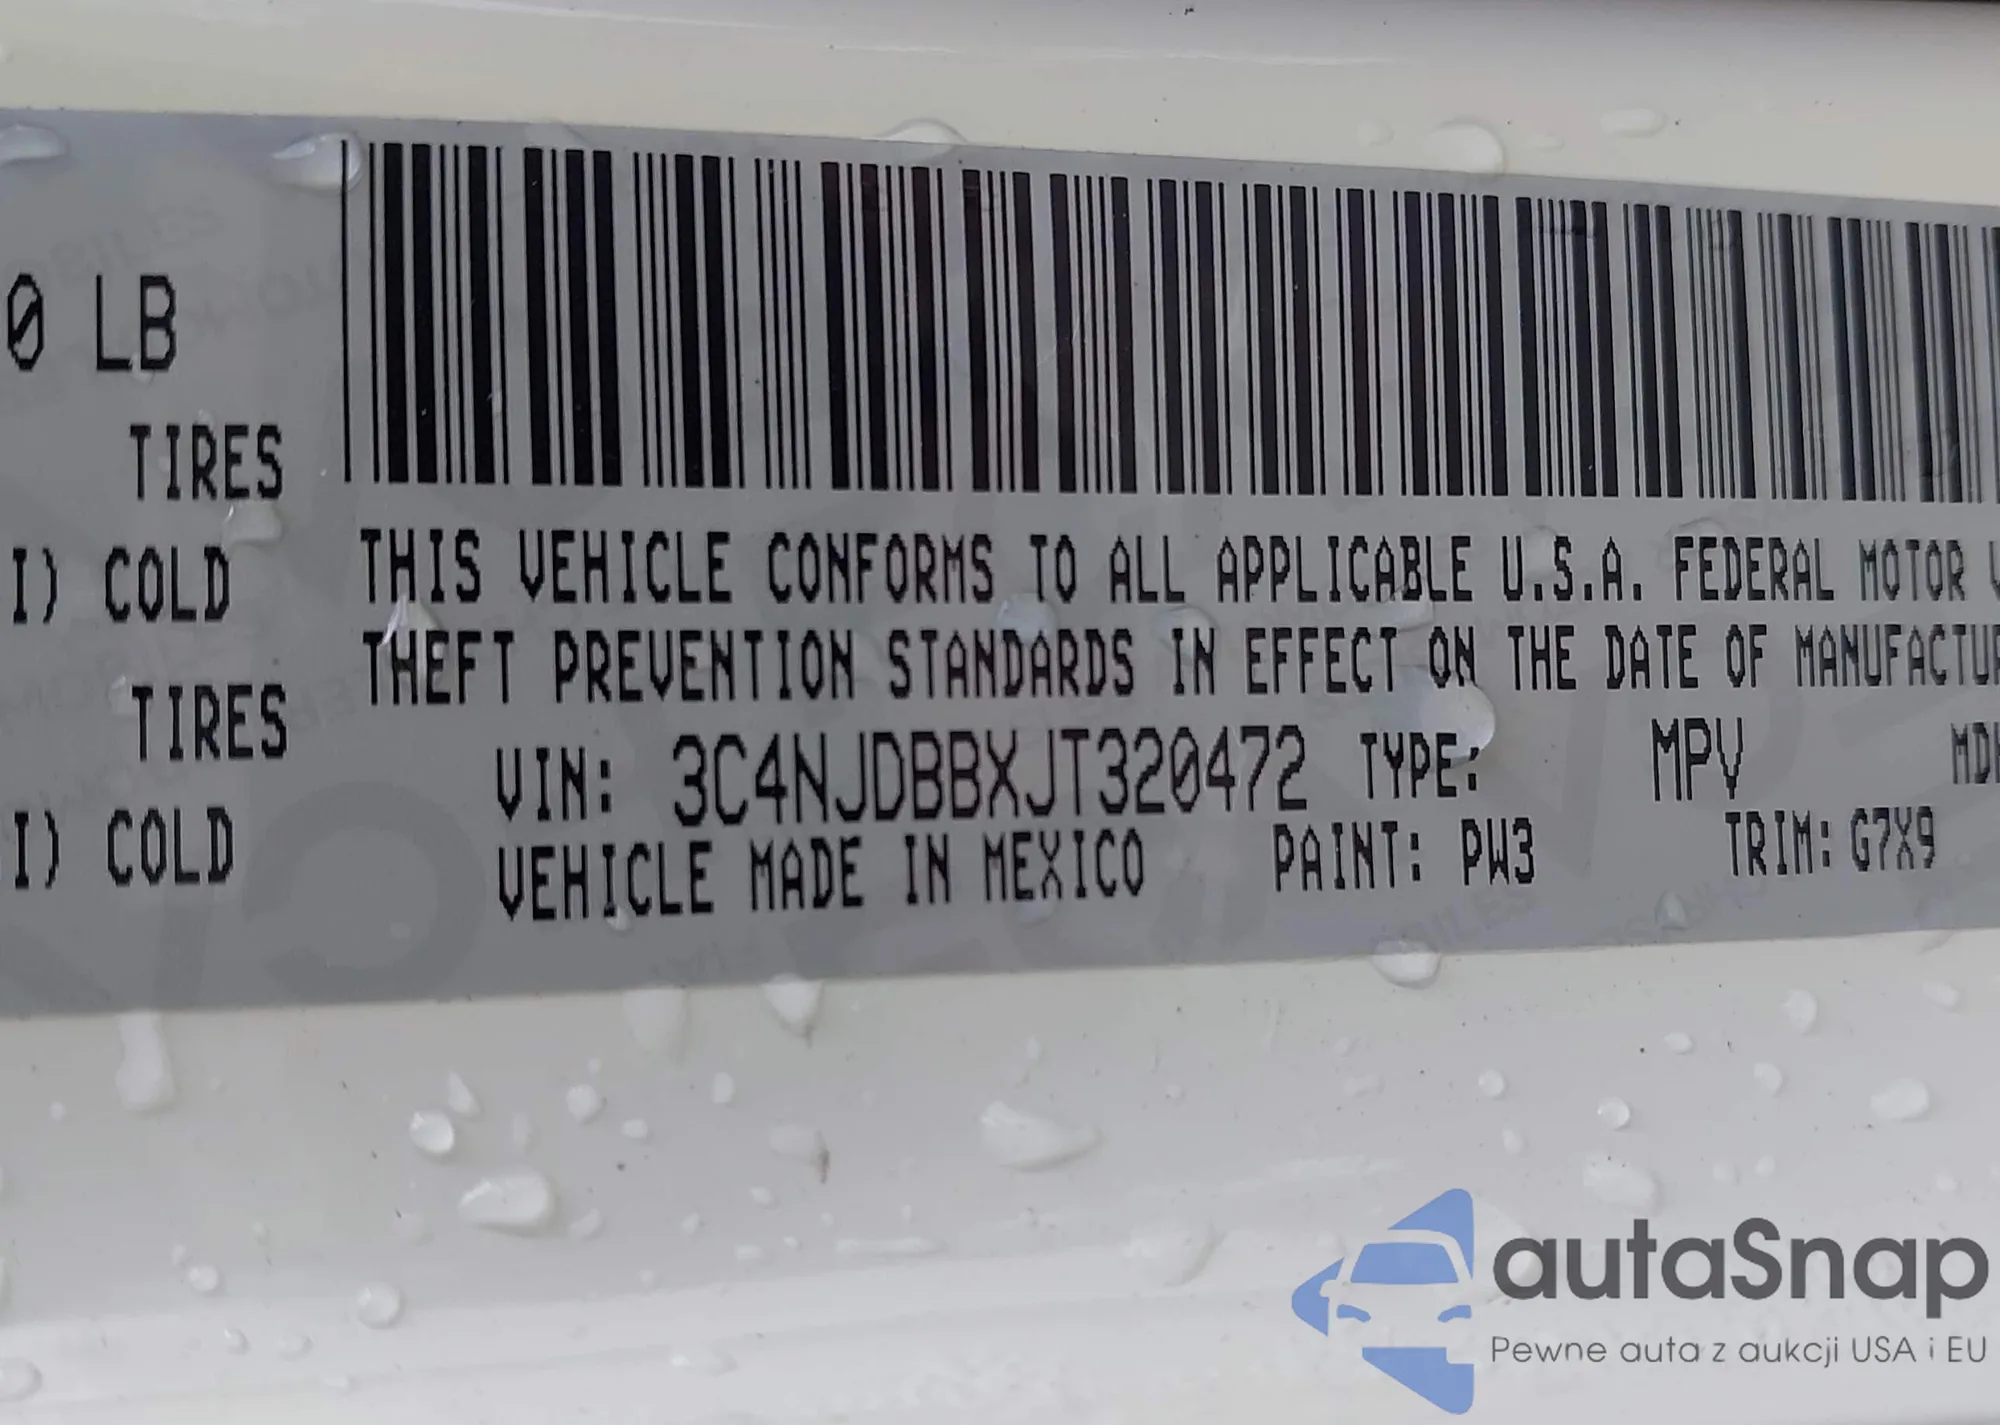 0 LB
TIRES
I) COLD
TIRES
I) COLD
THIS VEHICLE CONFORMS TO ALL APPLICABLE U.S.A. FEDERAL MOTOR
THEFT PREVENTION STANDARDS IN EFFECT ON THE DATE OF MANUFACTUR
VIN: 3C4NJDBBXJT320472 TYPE: MPV MDH
VEHICLE MADE IN MEXICO PAINT: PW3 TRIM: G7X9
autaSnap
Pewne auta z aukcji USA i EU